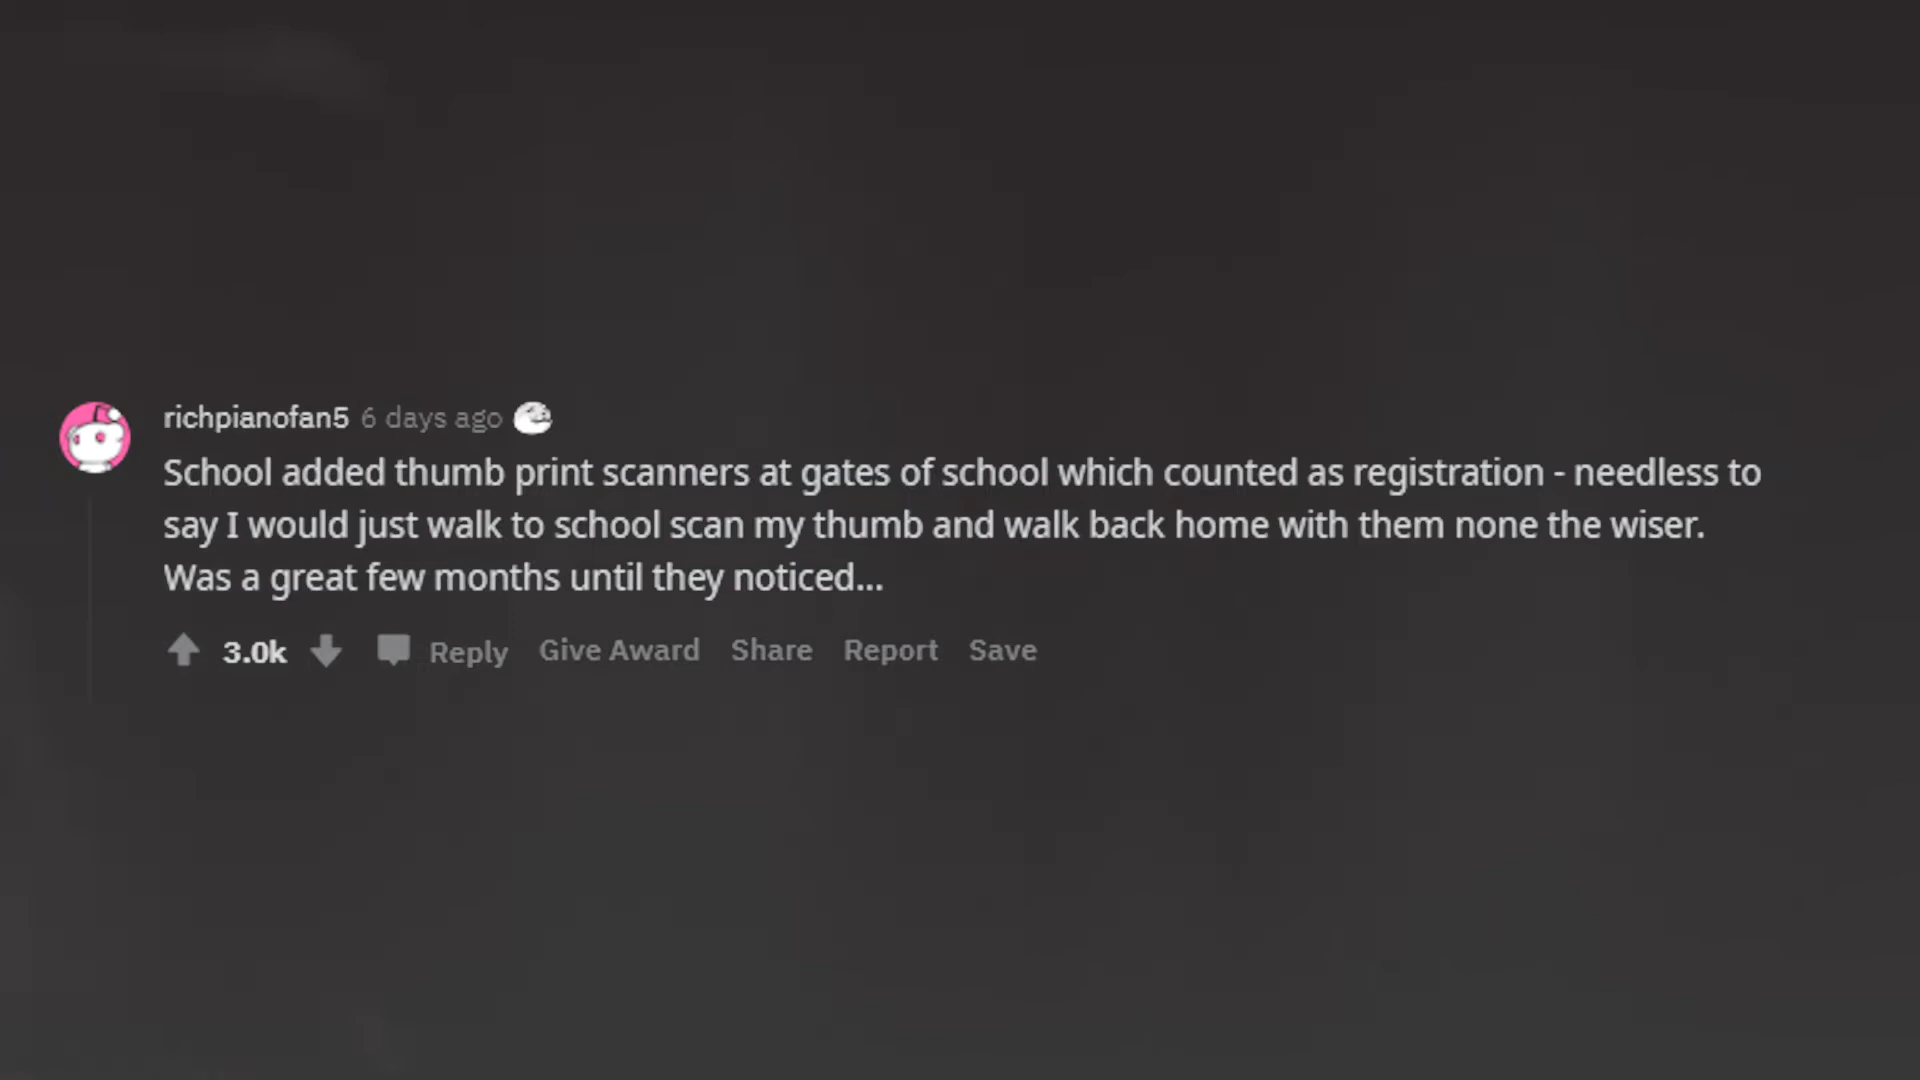 richpianofan5 6 days ago
School added thumb print scanners at gates of school which counted as registration - needless to
say I would just walk to school scan my thumb and walk back home with them none the wiser.
Was a great few months until they noticed...
3.0k Reply Give Award Share Report Save